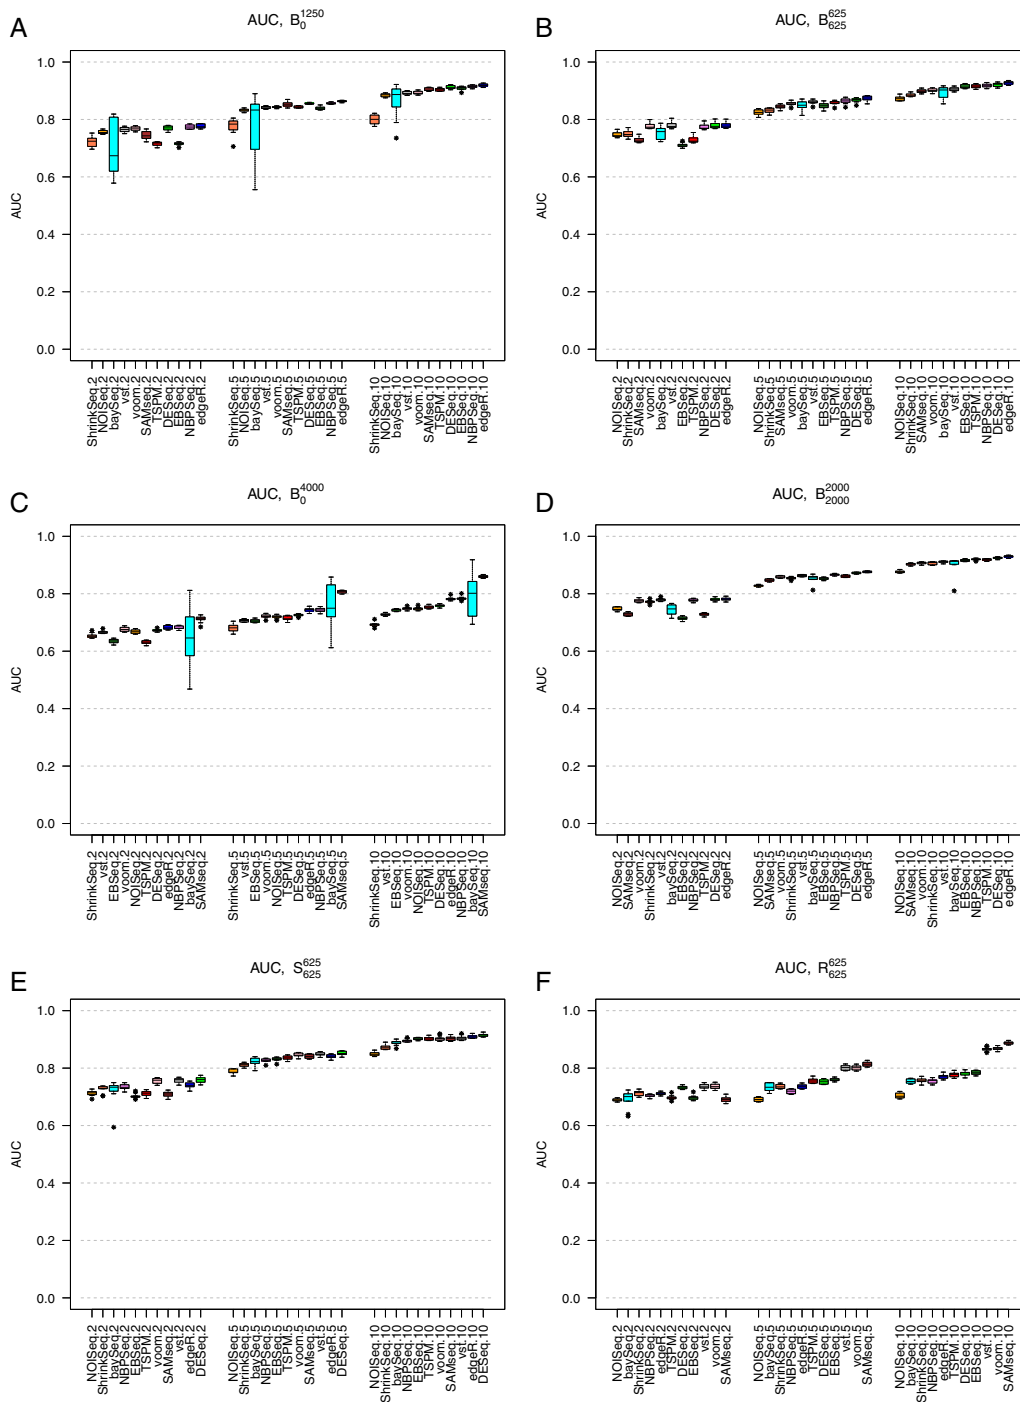 A
AUC, B₀¹²⁵⁰
AUC
1.0
0.8
0.6
0.4
0.2
0.0
ShrinkSeq.2
NOISeq.2
baySeq.2
vst.2
voom.2
SAMseq.2
TSPM.2
DESeq.2
EBSeq.2
NBPSeq.2
edgeR.2
ShrinkSeq.5
NOISeq.5
baySeq.5
vst.5
voom.5
SAMseq.5
TSPM.5
DESeq.5
EBSeq.5
NBPSeq.5
edgeR.5
ShrinkSeq.10
NOISeq.10
baySeq.10
vst.10
voom.10
SAMseq.10
TSPM.10
DESeq.10
EBSeq.10
NBPSeq.10
edgeR.10
B
AUC, B₆₂₅⁶²⁵
AUC
1.0
0.8
0.6
0.4
0.2
0.0
NOISeq.2
ShrinkSeq.2
SAMseq.2
voom.2
baySeq.2
vst.2
EBSeq.2
TSPM.2
NBPSeq.2
DESeq.2
edgeR.2
NOISeq.5
ShrinkSeq.5
SAMseq.5
voom.5
baySeq.5
vst.5
EBSeq.5
TSPM.5
NBPSeq.5
DESeq.5
edgeR.5
NOISeq.10
ShrinkSeq.10
SAMseq.10
voom.10
baySeq.10
vst.10
EBSeq.10
TSPM.10
NBPSeq.10
DESeq.10
edgeR.10
C
AUC, B₀⁴⁰⁰⁰
AUC
1.0
0.8
0.6
0.4
0.2
0.0
ShrinkSeq.2
vst.2
EBSeq.2
voom.2
NOISeq.2
TSPM.2
DESeq.2
edgeR.2
NBPSeq.2
baySeq.2
SAMseq.2
ShrinkSeq.5
vst.5
EBSeq.5
voom.5
NOISeq.5
TSPM.5
DESeq.5
edgeR.5
NBPSeq.5
baySeq.5
SAMseq.5
ShrinkSeq.10
vst.10
EBSeq.10
voom.10
NOISeq.10
TSPM.10
DESeq.10
edgeR.10
NBPSeq.10
baySeq.10
SAMseq.10
D
AUC, B₂₀₀₀²⁰⁰⁰
AUC
1.0
0.8
0.6
0.4
0.2
0.0
NOISeq.2
SAMseq.2
voom.2
ShrinkSeq.2
vst.2
baySeq.2
EBSeq.2
NBPSeq.2
TSPM.2
DESeq.2
edgeR.2
NOISeq.5
SAMseq.5
voom.5
ShrinkSeq.5
vst.5
baySeq.5
EBSeq.5
NBPSeq.5
TSPM.5
DESeq.5
edgeR.5
NOISeq.10
SAMseq.10
voom.10
ShrinkSeq.10
vst.10
baySeq.10
EBSeq.10
NBPSeq.10
TSPM.10
DESeq.10
edgeR.10
E
AUC, S₆₂₅⁶²⁵
AUC
1.0
0.8
0.6
0.4
0.2
0.0
NOISeq.2
ShrinkSeq.2
baySeq.2
NBPSeq.2
EBSeq.2
TSPM.2
voom.2
SAMseq.2
vst.2
edgeR.2
DESeq.2
NOISeq.5
ShrinkSeq.5
baySeq.5
NBPSeq.5
EBSeq.5
TSPM.5
voom.5
SAMseq.5
vst.5
edgeR.5
DESeq.5
NOISeq.10
ShrinkSeq.10
baySeq.10
NBPSeq.10
EBSeq.10
TSPM.10
voom.10
SAMseq.10
vst.10
edgeR.10
DESeq.10
F
AUC, R₆₂₅⁶²⁵
AUC
1.0
0.8
0.6
0.4
0.2
0.0
NOISeq.2
baySeq.2
ShrinkSeq.2
NBPSeq.2
edgeR.2
TSPM.2
DESeq.2
EBSeq.2
vst.2
voom.2
SAMseq.2
NOISeq.5
baySeq.5
ShrinkSeq.5
NBPSeq.5
edgeR.5
TSPM.5
DESeq.5
EBSeq.5
vst.5
voom.5
SAMseq.5
NOISeq.10
baySeq.10
ShrinkSeq.10
NBPSeq.10
edgeR.10
TSPM.10
DESeq.10
EBSeq.10
vst.10
voom.10
SAMseq.10